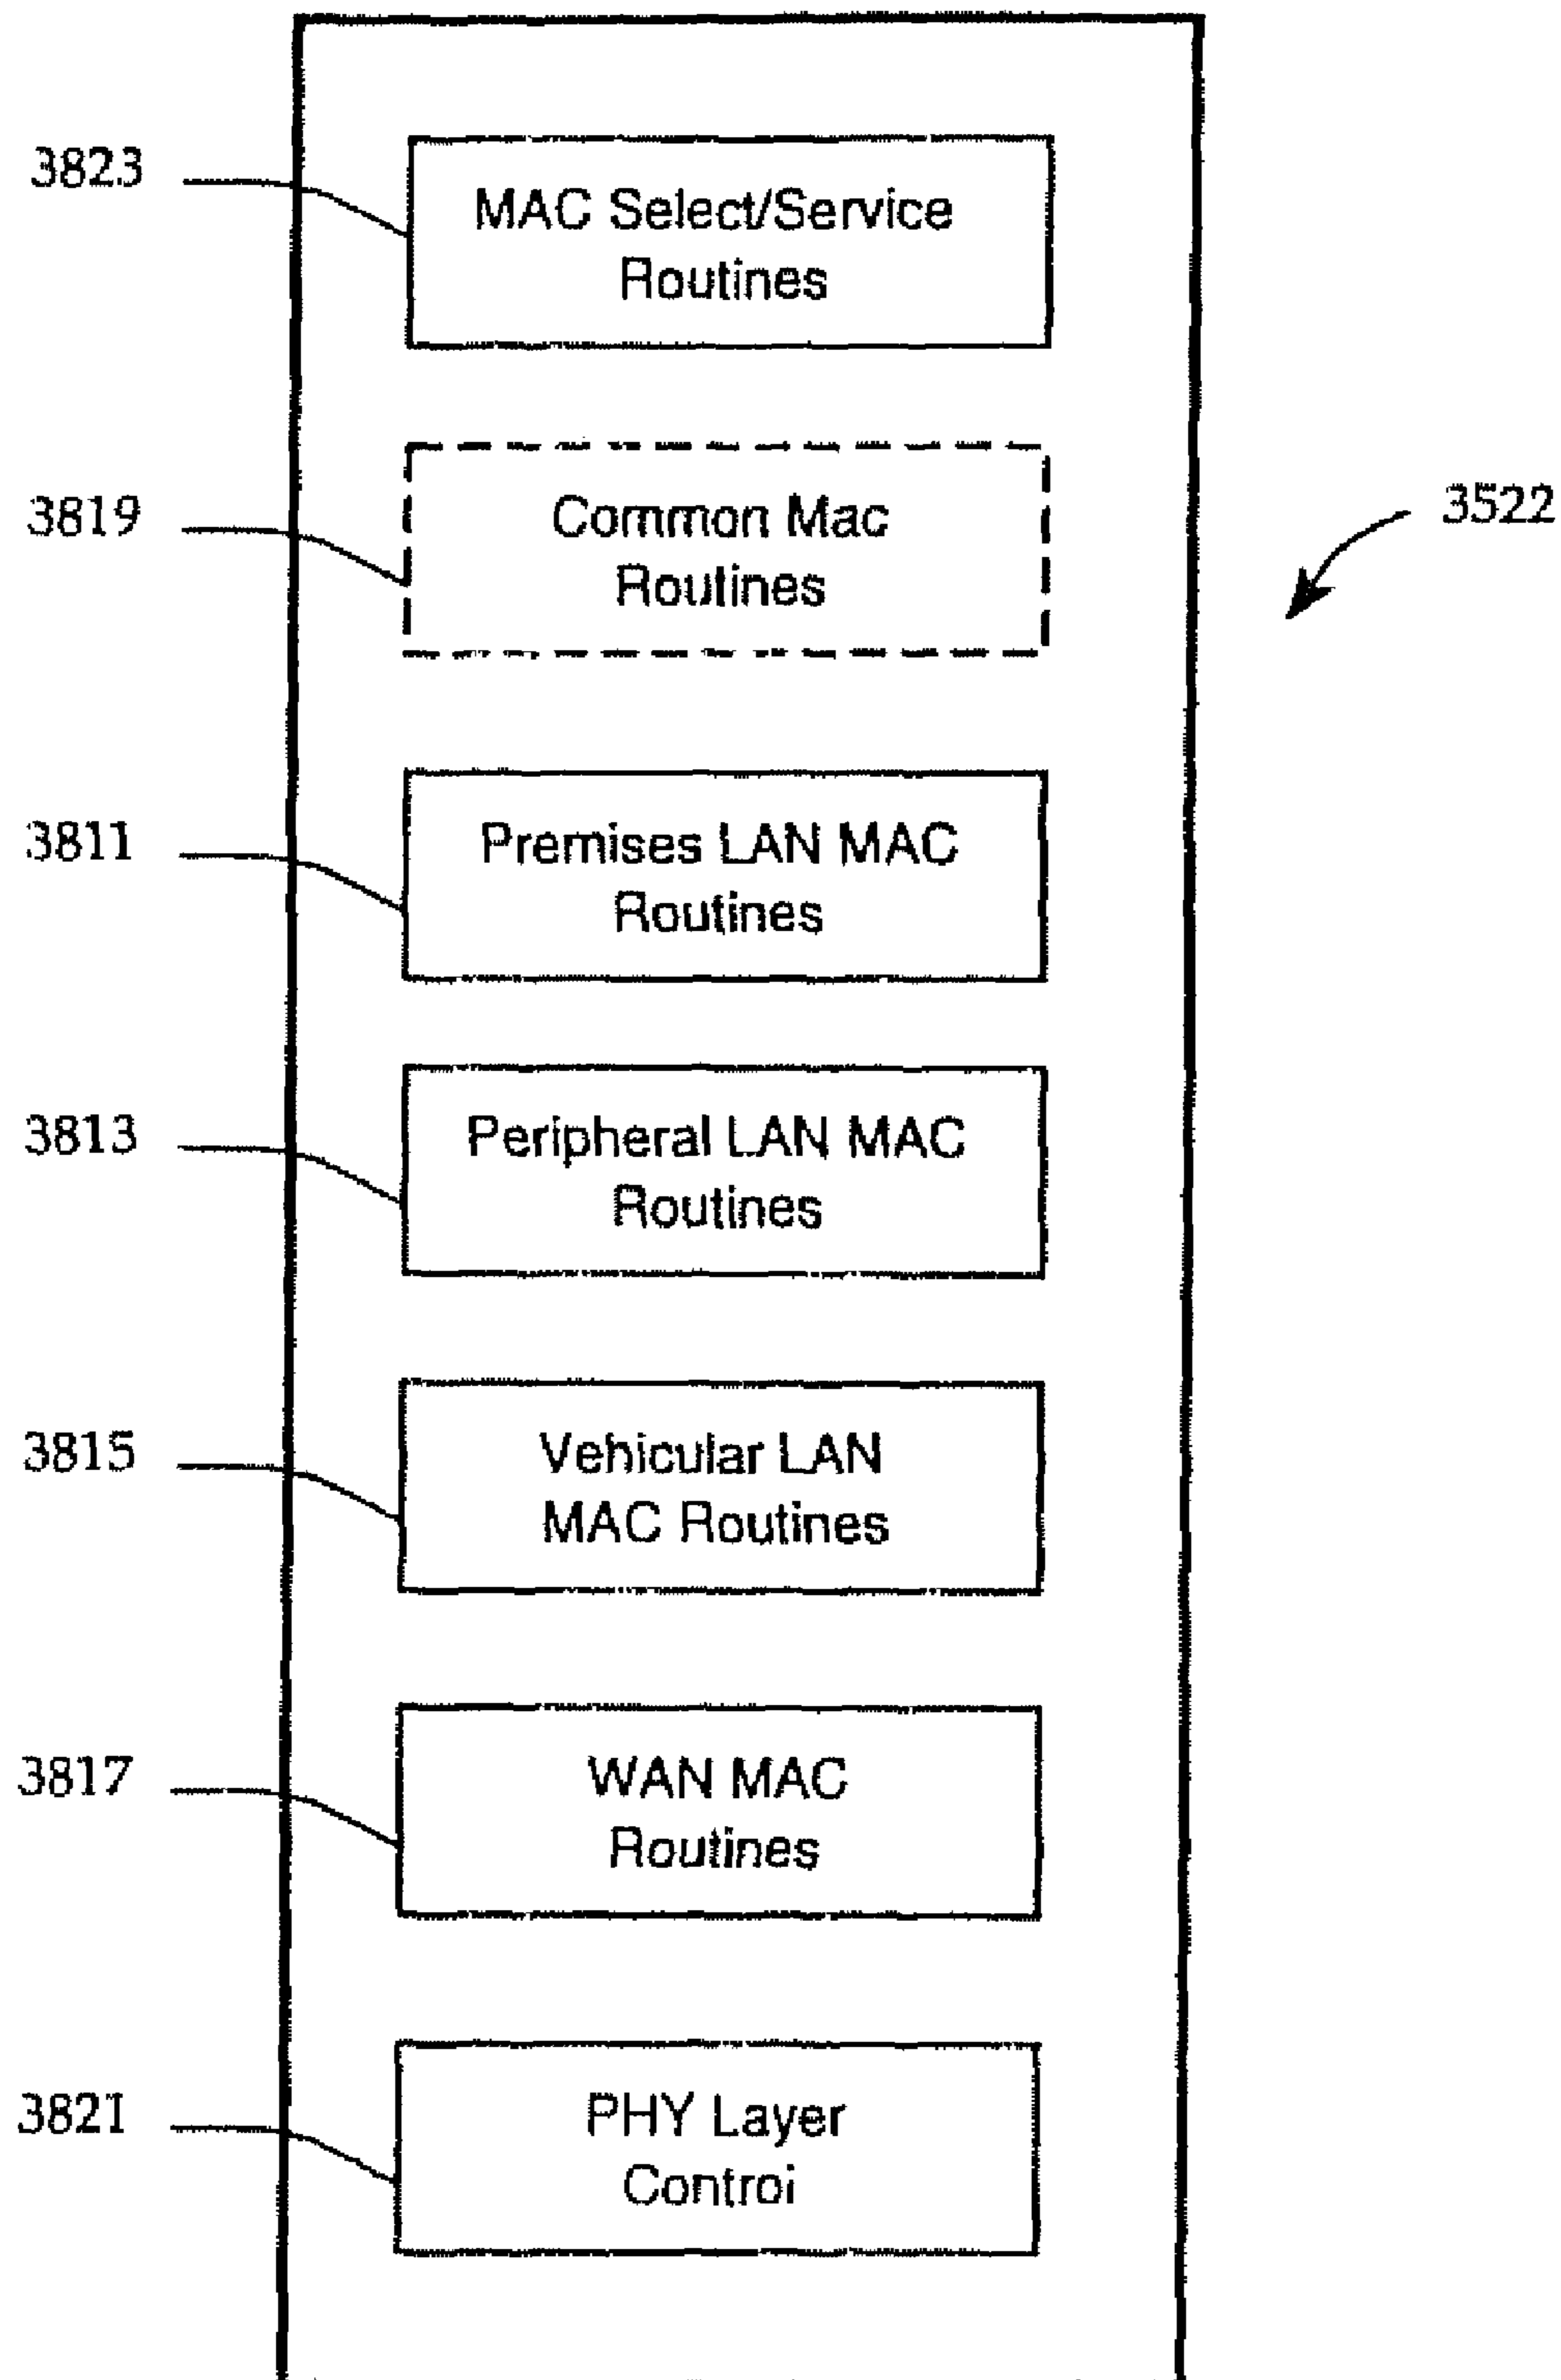 3823
MAC Select/Service
Routines
3819
Common Mac
Routines
3522
3811
Premises LAN MAC
Routines
3813
Peripheral LAN MAC
Routines
3815
Vehicular LAN
MAC Routines
3817
WAN MAC
Routines
3821
PHY Layer
Control